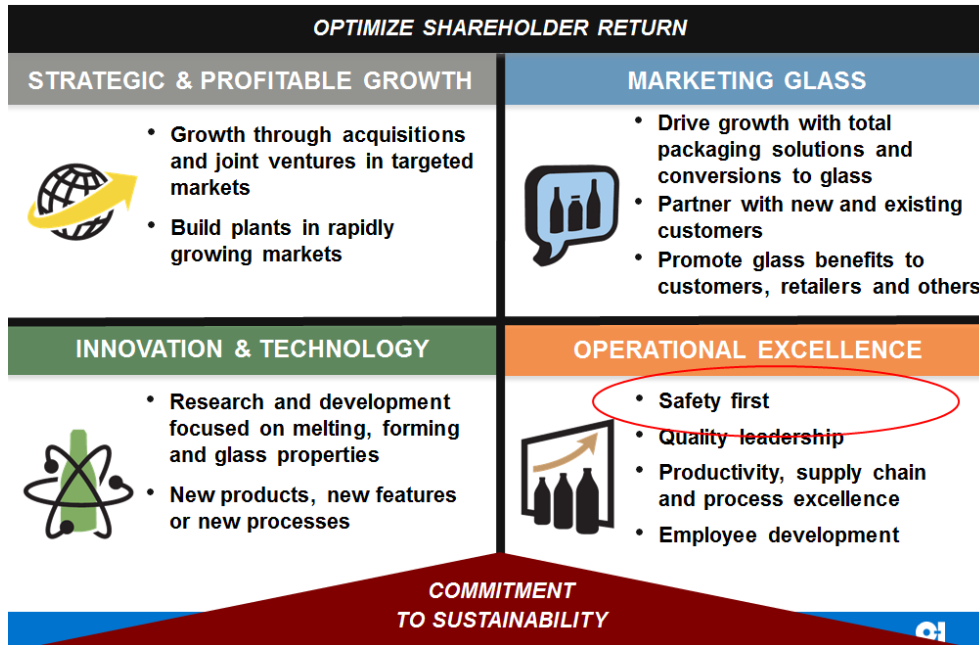 OPTIMIZE SHAREHOLDER RETURN
STRATEGIC & PROFITABLE GROWTH
• Growth through acquisitions
and joint ventures in targeted
markets
• Build plants in rapidly
growing markets
MARKETING GLASS
• Drive growth with total
packaging solutions and
conversions to glass
• Partner with new and existing
customers
• Promote glass benefits to
customers, retailers and others
INNOVATION & TECHNOLOGY
• Research and development
focused on melting, forming
and glass properties
• New products, new features
or new processes
OPERATIONAL EXCELLENCE
• Safety first
• Quality leadership
• Productivity, supply chain
and process excellence
• Employee development
COMMITMENT
TO SUSTAINABILITY